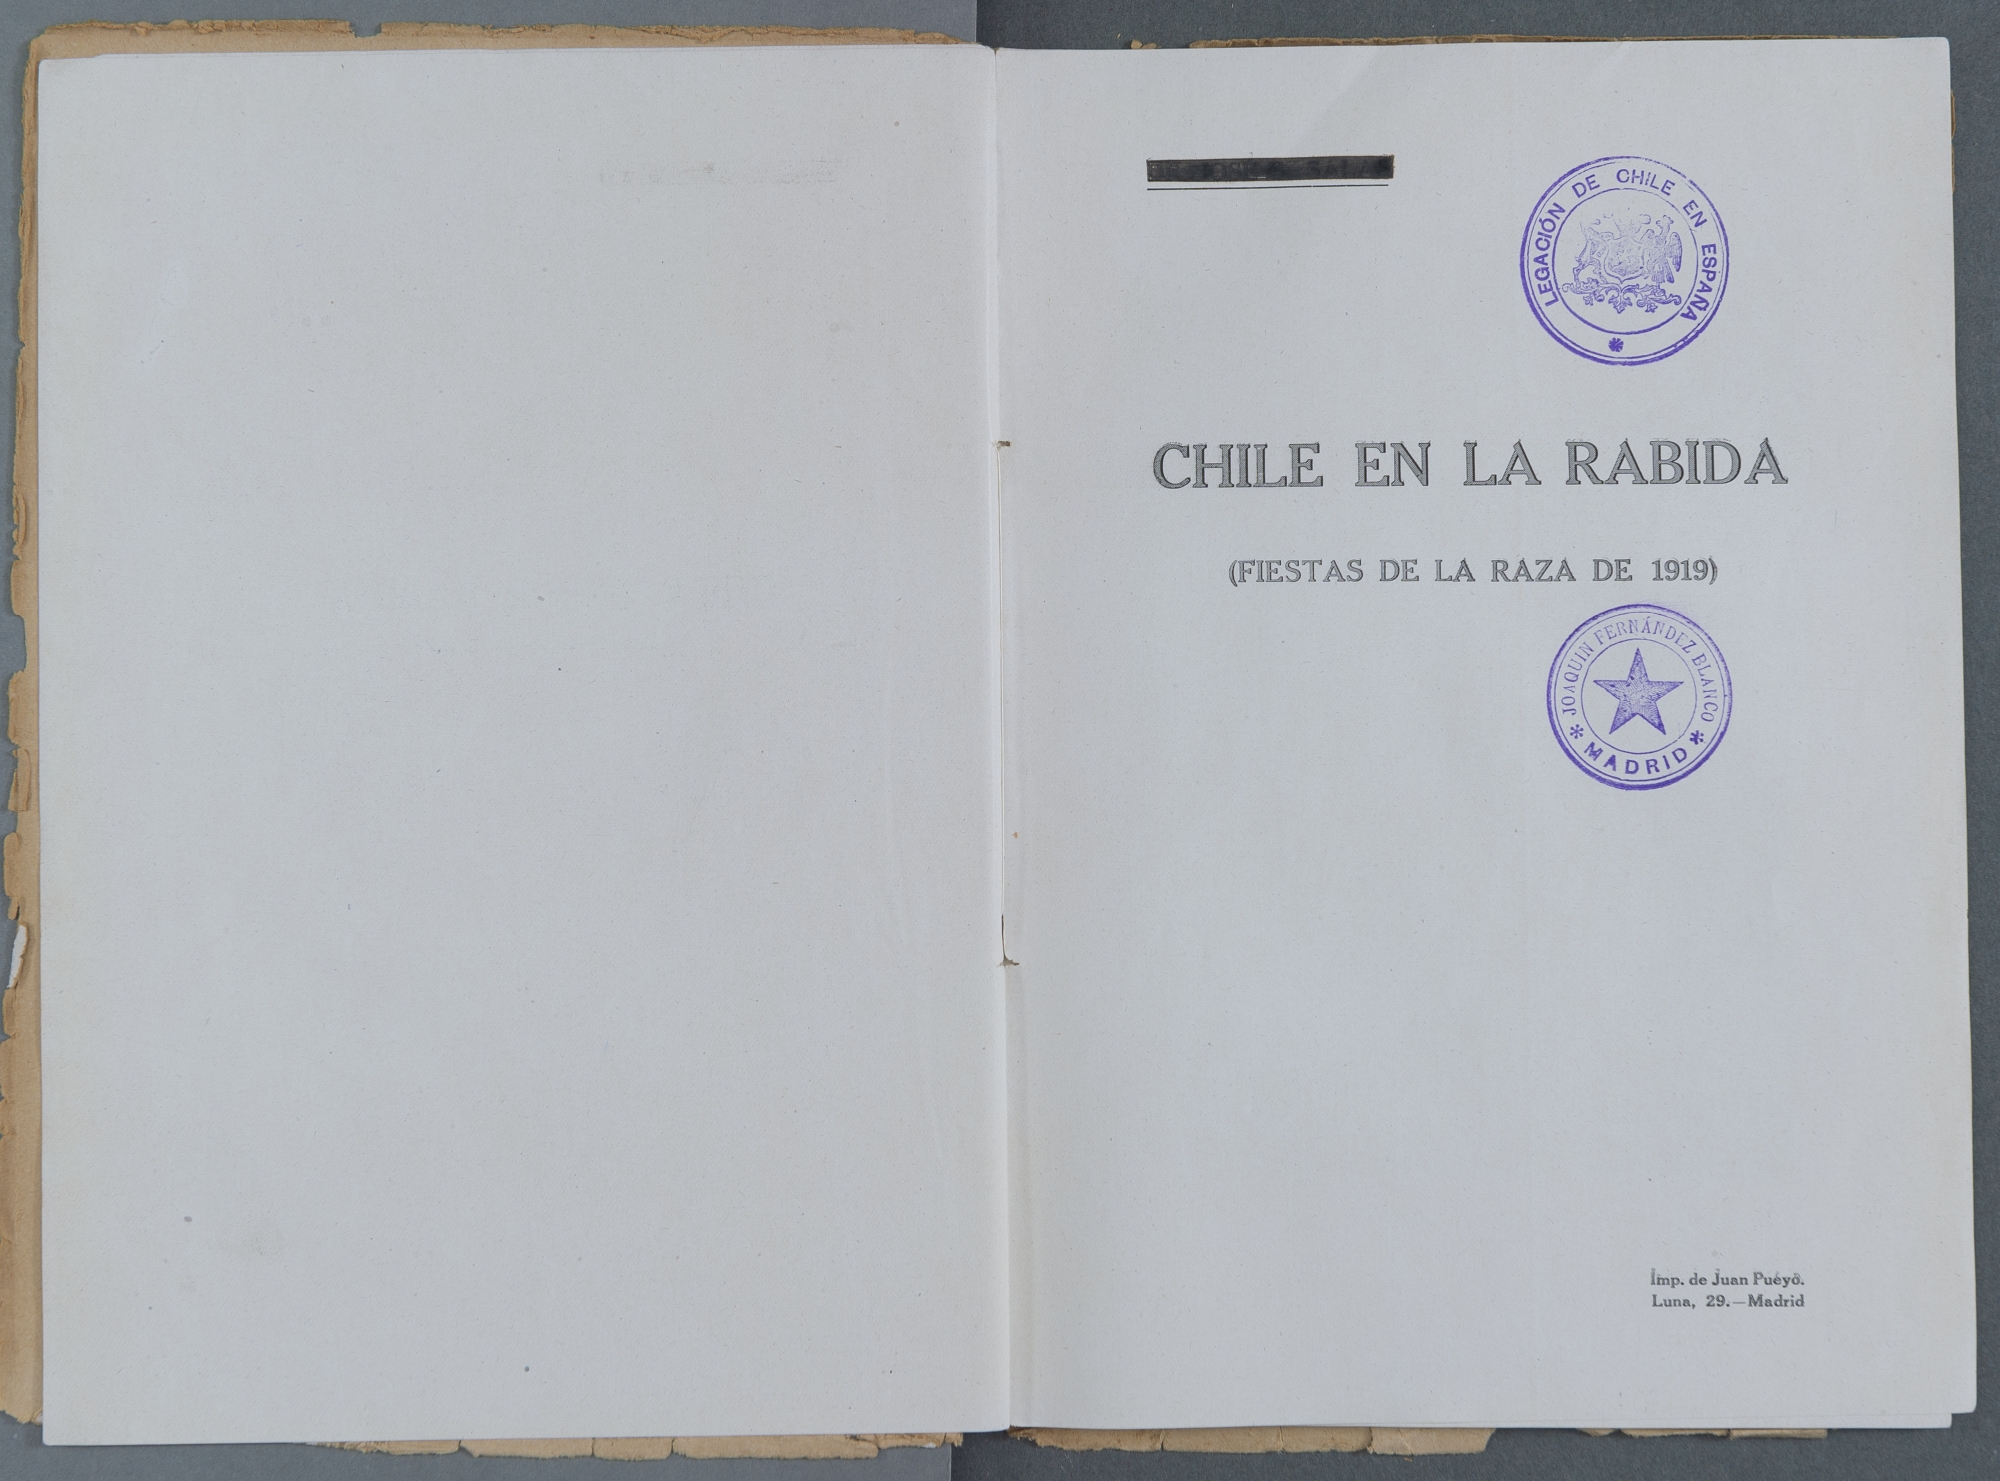 LEGACIÓN DE CHILE EN ESPAÑA
CHILE EN LA RABIDA
(FIESTAS DE LA RAZA DE 1919)
JOAQUIN FERNÁNDEZ BLANCO
MADRID
Imp. de Juan Pueyo.
Luna, 29.—Madrid